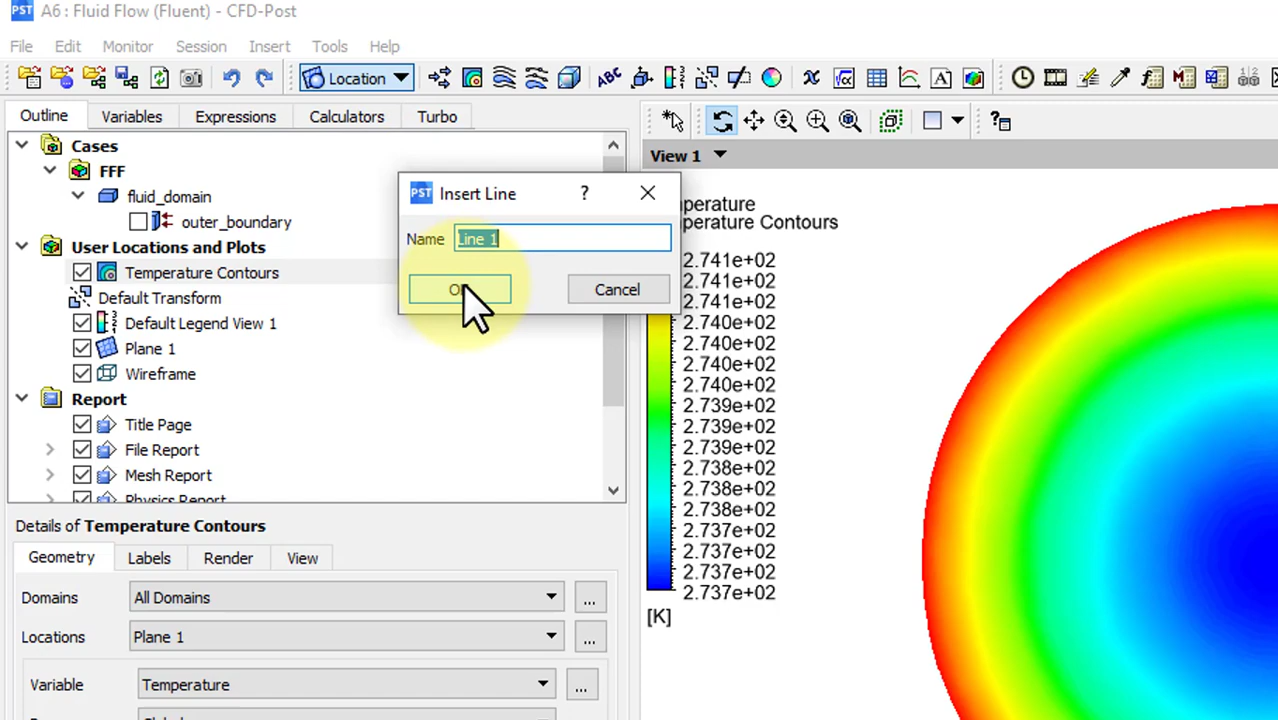 PST A6 : Fluid Flow (Fluent) - CFD-Post
File Edit Monitor Session Insert Tools Help
Location ABC
Outline Variables Expressions Calculators Turbo
Cases
FFF
fluid_domain
outer_boundary
User Locations and Plots
Temperature Contours
Default Transform
Default Legend View 1
Plane 1
Wireframe
Report
Title Page
File Report
Mesh Report
Physics Report
PST Insert Line ?
Name Line 1
Cancel
Details of Temperature Contours
Geometry Labels Render View
Domains All Domains ...
Locations Plane 1 ...
Variable Temperature ...
View 1
perature
perature Contours
2.741e+02
2.741e+02
2.741e+02
2.740e+02
2.740e+02
2.740e+02
2.740e+02
2.739e+02
2.739e+02
2.739e+02
2.738e+02
2.738e+02
2.738e+02
2.737e+02
2.737e+02
2.737e+02
2.737e+02
[K]